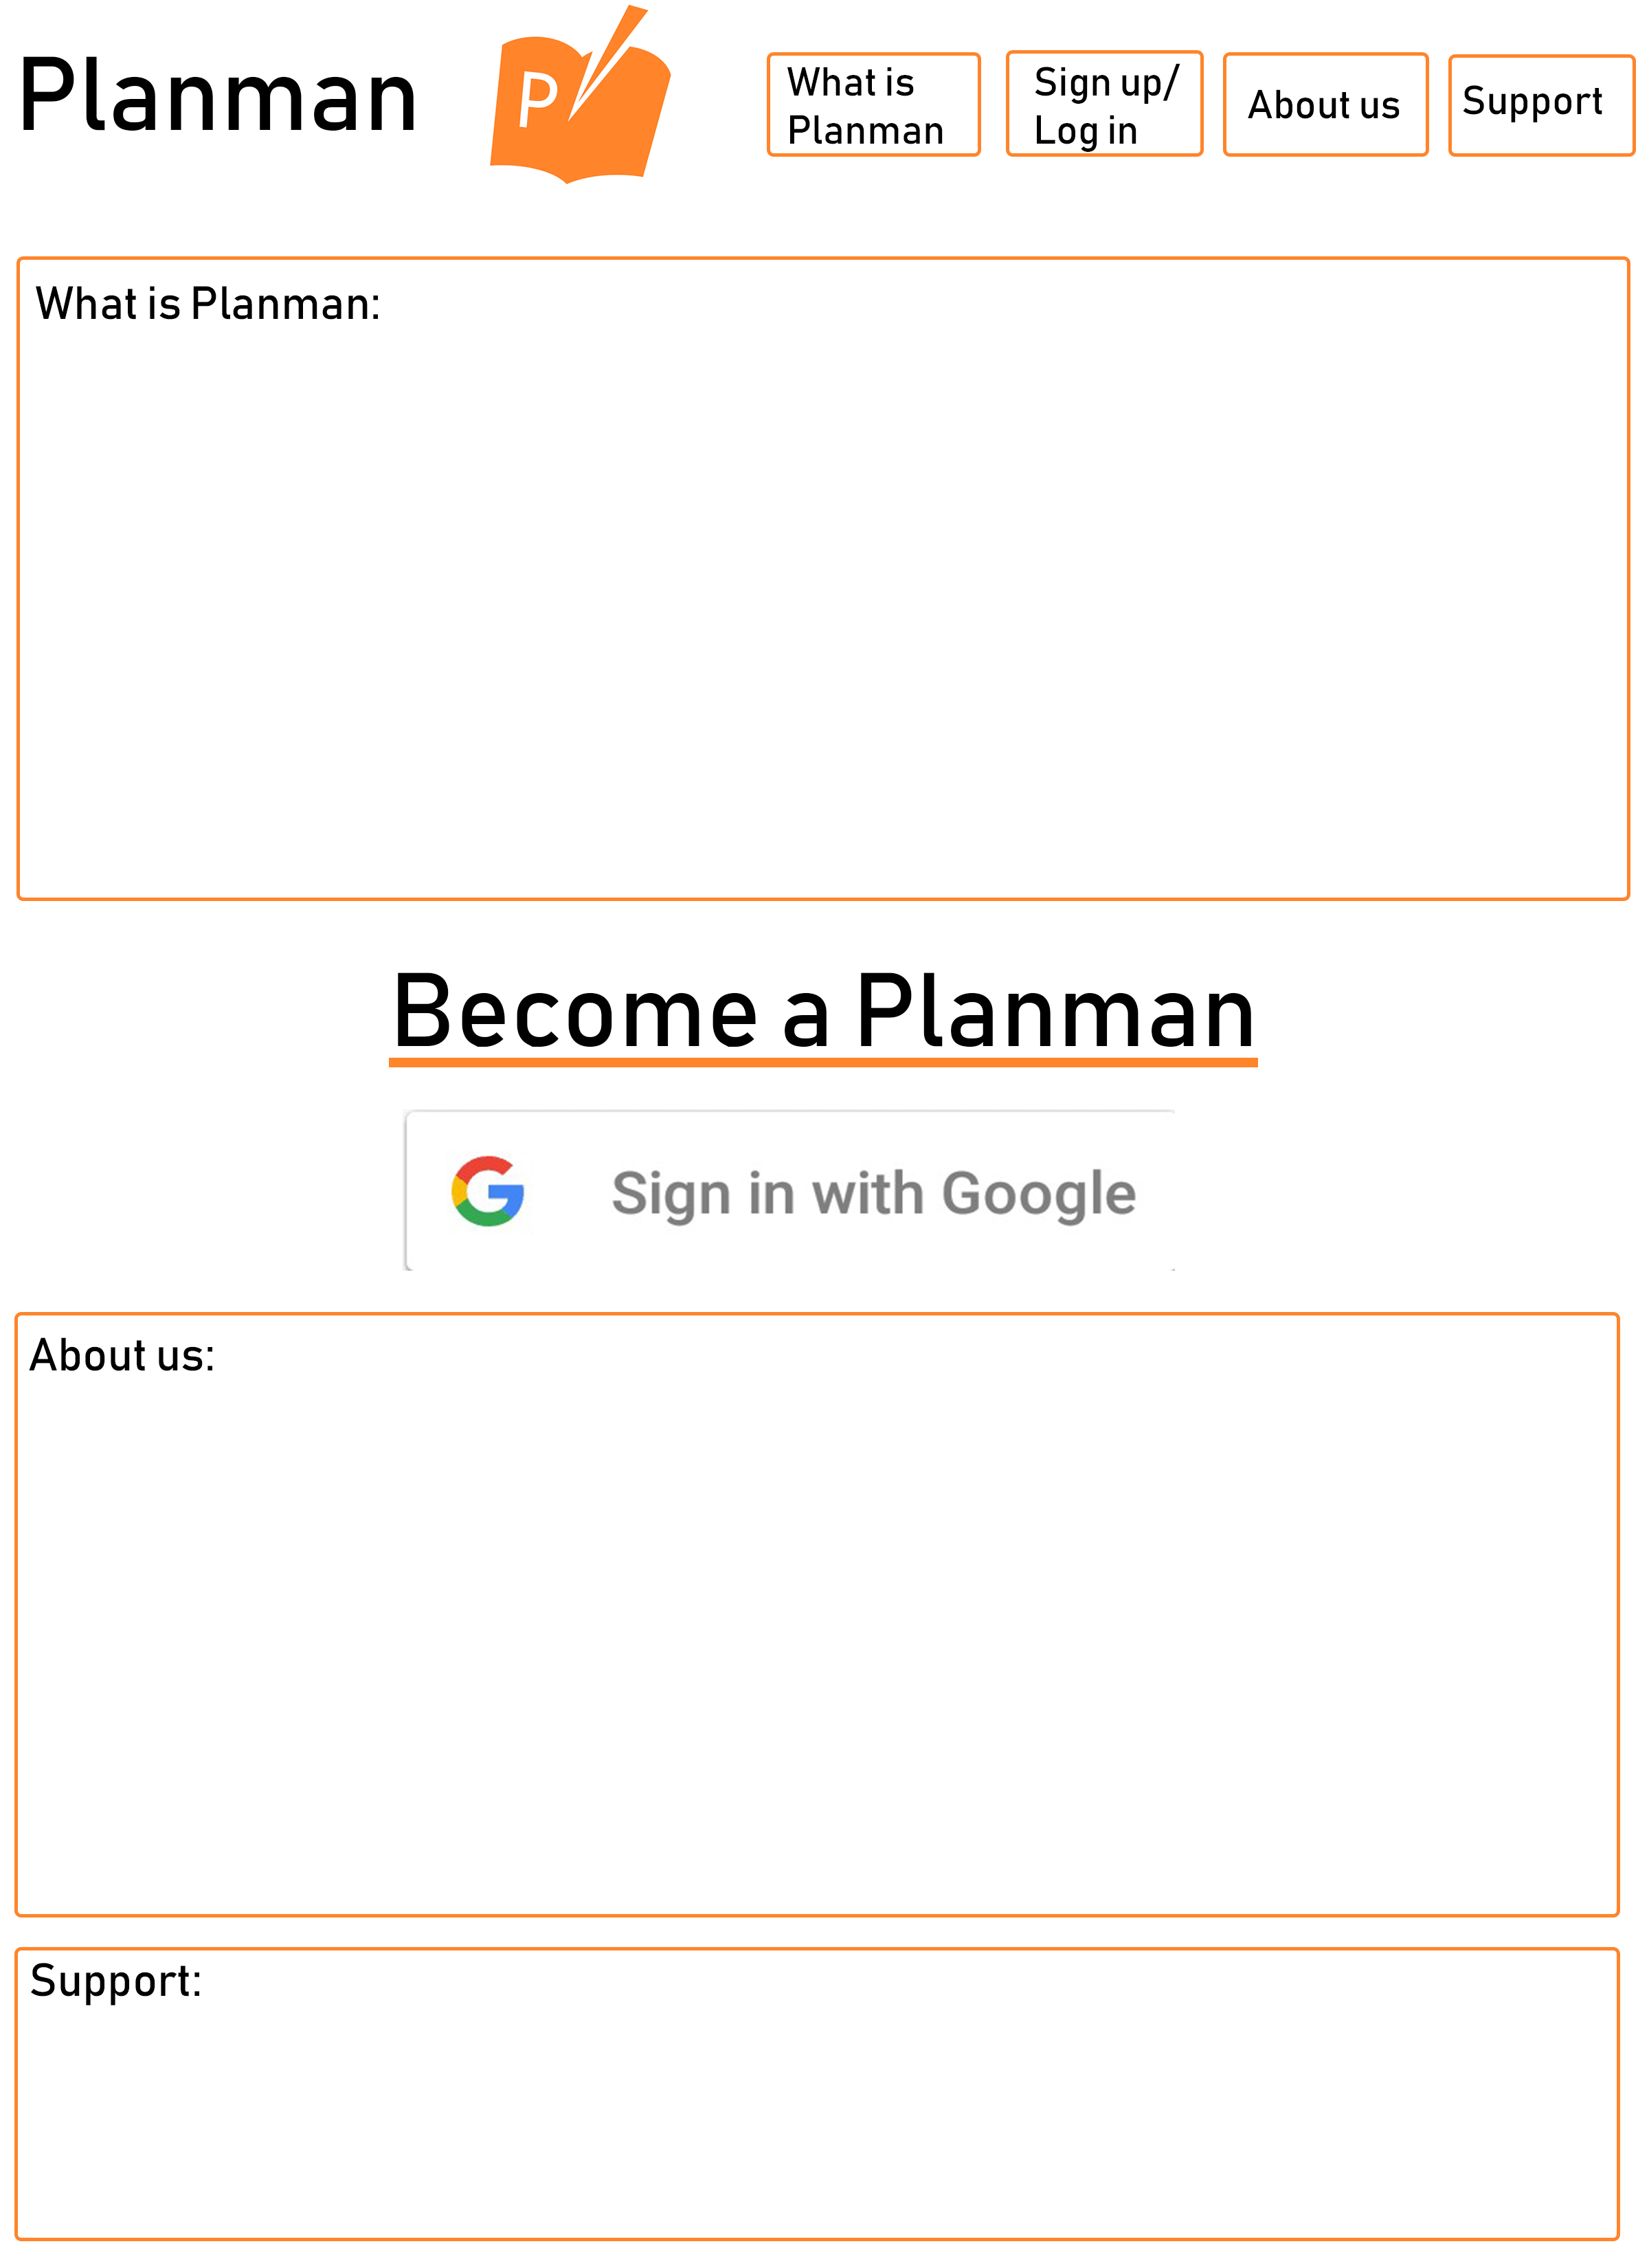 Planman
P
What is
Planman
Sign up/
Log in
About us
Support
What is Planman:
Become a Planman
Sign in with Google
About us:
Support: